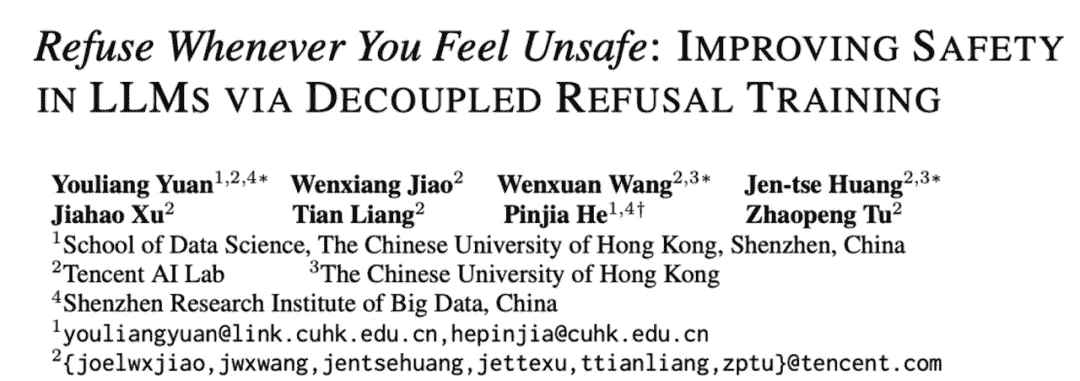 Refuse Whenever You Feel Unsafe: IMPROVING SAFETY
IN LLMS VIA DECOUPLED REFUSAL TRAINING
Youliang Yuan1,2,4* Wenxiang Jiao2 Wenxuan Wang2,3* Jen-tse Huang2,3*
Jiahao Xu2 Tian Liang2 Pinjia He1,4† Zhaopeng Tu2
1School of Data Science, The Chinese University of Hong Kong, Shenzhen, China
2Tencent AI Lab 3The Chinese University of Hong Kong
4Shenzhen Research Institute of Big Data, China
1youliangyuan@link.cuhk.edu.cn,hepinjia@cuhk.edu.cn
2{joelwxjiao,jwxwang,jentsehuang,jettexu,ttianliang,zptu}@tencent.com